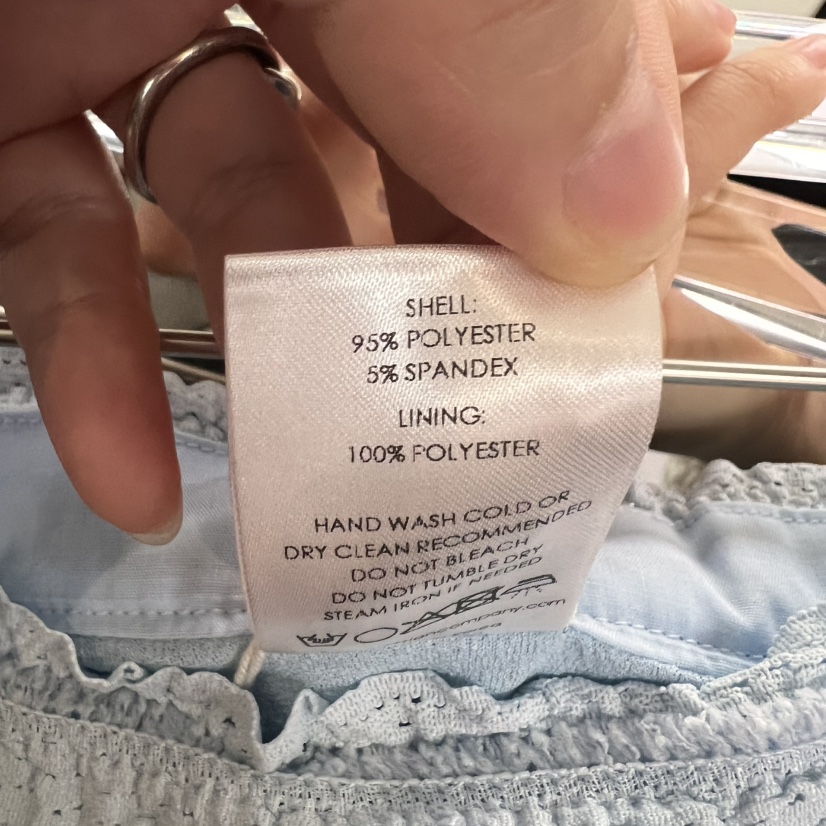 SHELL:
95% POLYESTER
5% SPANDEX
LINING:
100% POLYESTER
HAND WASH COLD OR
DRY CLEAN RECOMMENDED
DO NOT BLEACH
DO NOT TUMBLE DRY
STEAM IRON IF NEEDED